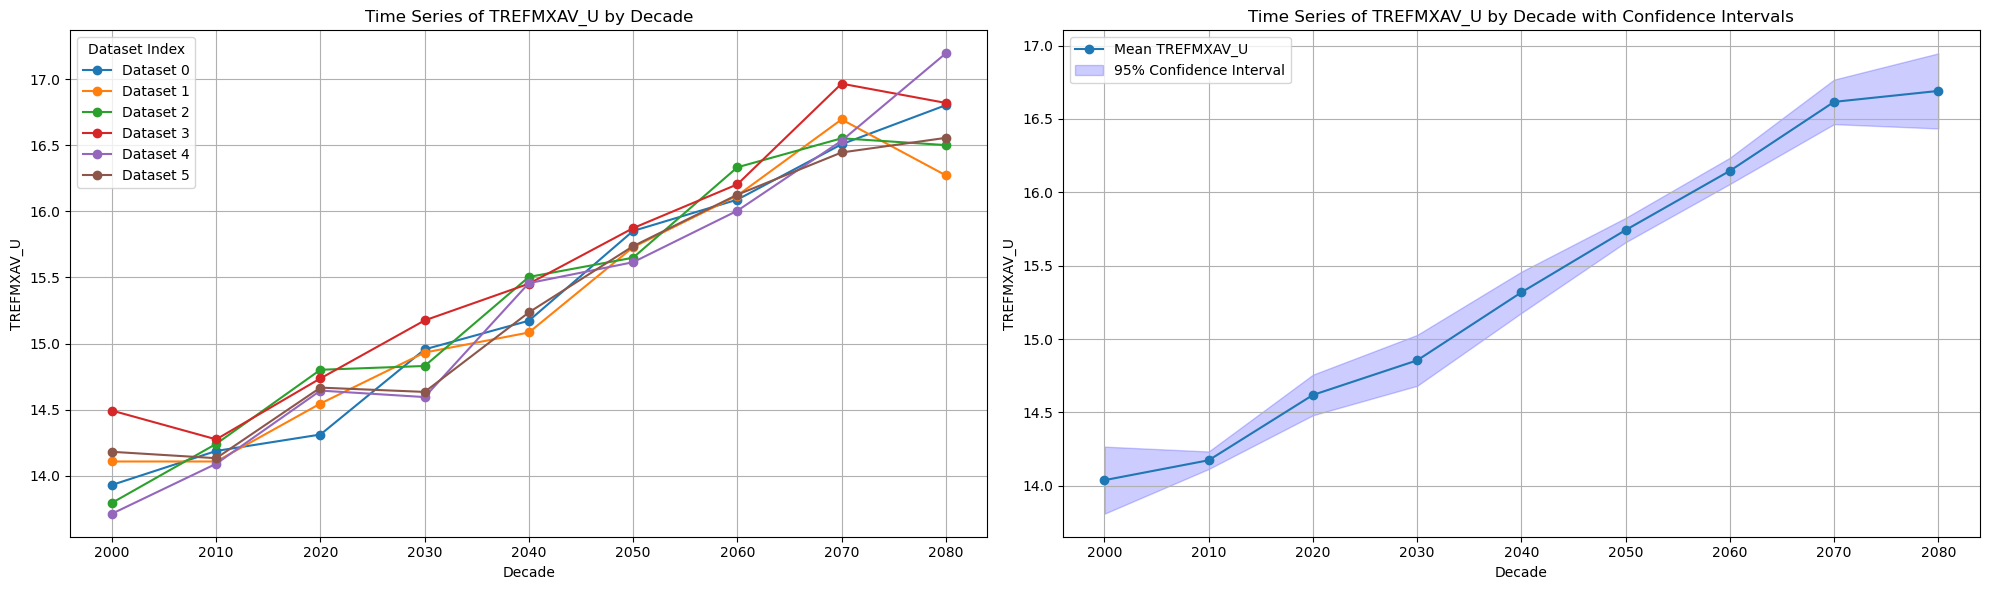 Time Series of TREFMXAV_U by Decade
Dataset Index
Dataset 0
Dataset 1
Dataset 2
Dataset 3
Dataset 4
Dataset 5
TREFMXAV_U
17.0
16.5
16.0
15.5
15.0
14.5
14.0
2000 2010 2020 2030 2040 2050 2060 2070 2080
Decade
Time Series of TREFMXAV_U by Decade with Confidence Intervals
Mean TREFMXAV_U
95% Confidence Interval
TREFMXAV_U
17.0
16.5
16.0
15.5
15.0
14.5
14.0
2000 2010 2020 2030 2040 2050 2060 2070 2080
Decade